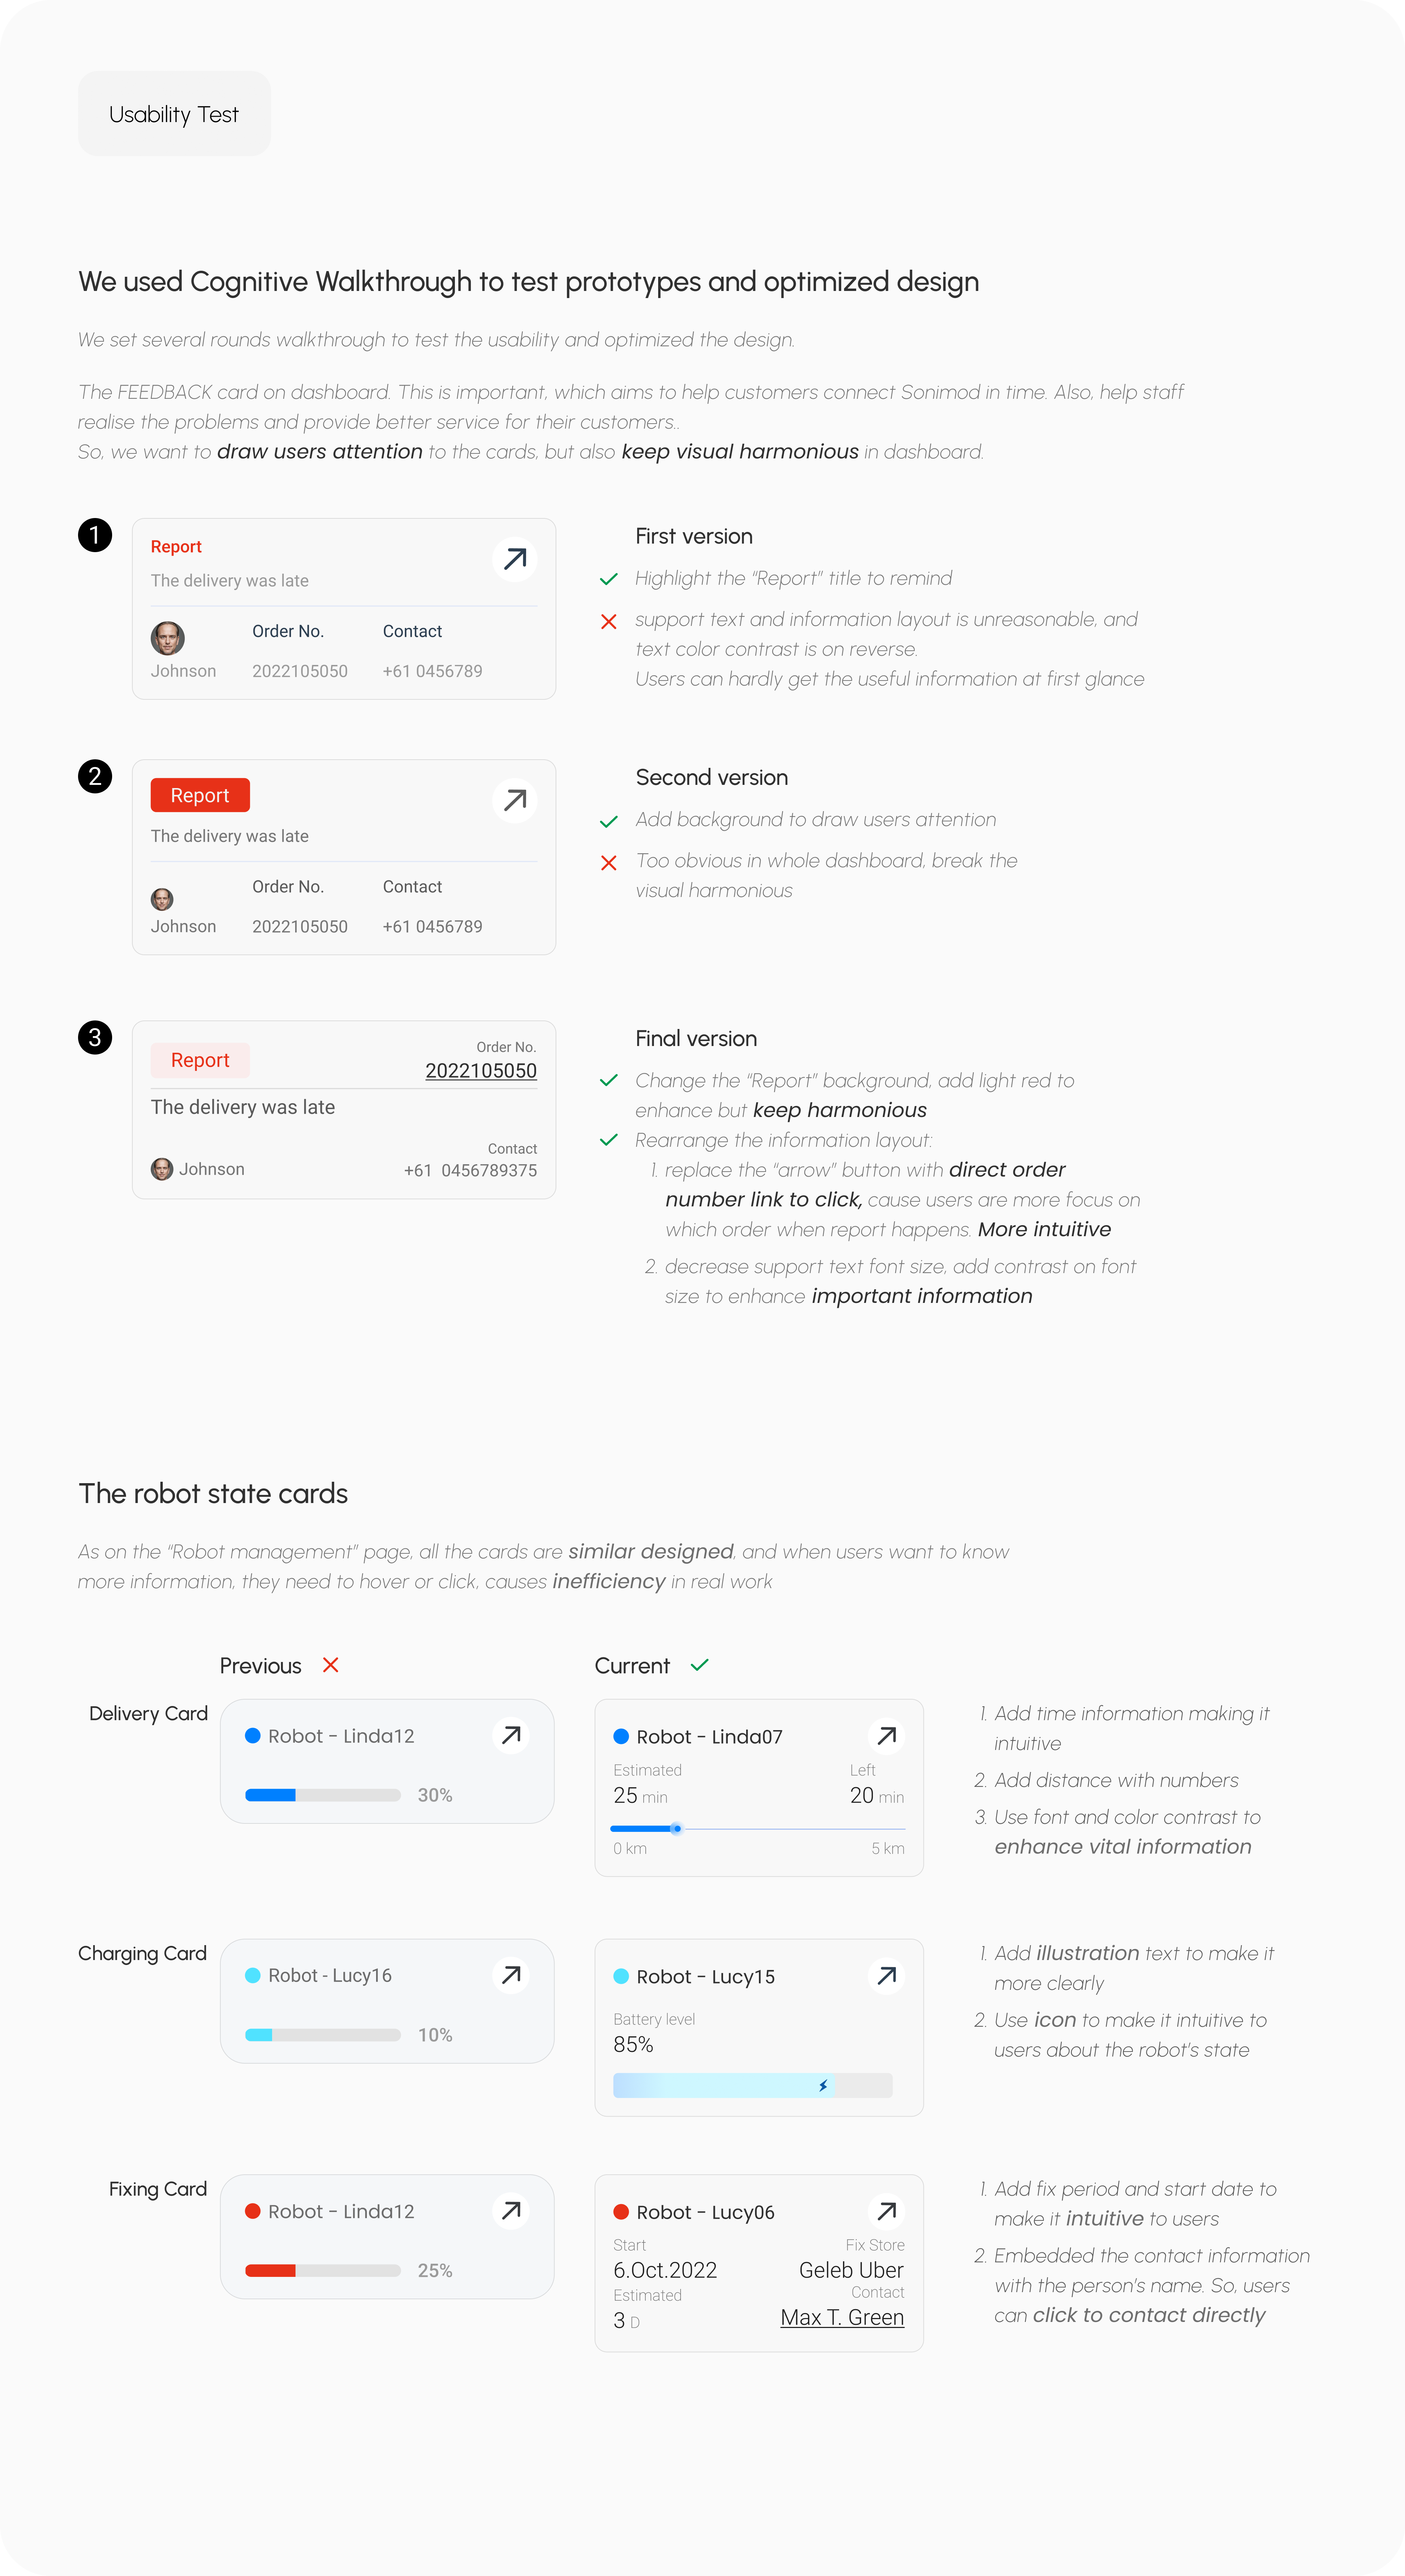 Usability Test
We used Cognitive Walkthrough to test prototypes and optimized design
We set several rounds walkthrough to test the usability and optimized the design.
The FEEDBACK card on dashboard. This is important, which aims to help customers connect Sonimod in time. Also, help staff
realise the problems and provide better service for their customers..
So, we want to draw users attention to the cards, but also keep visual harmonious in dashboard.
1
Report
The delivery was late
Order No.
Contact
Johnson
2022105050
+61 0456789
First version
Highlight the “Report” title to remind
support text and information layout is unreasonable, and
text color contrast is on reverse.
Users can hardly get the useful information at first glance
2
Report
The delivery was late
Order No.
Contact
Johnson
2022105050
+61 0456789
Second version
Add background to draw users attention
Too obvious in whole dashboard, break the
visual harmonious
3
Report
Order No.
2022105050
The delivery was late
Contact
Johnson
+61 0456789375
Final version
Change the “Report” background, add light red to
enhance but keep harmonious
Rearrange the information layout:
1. replace the “arrow” button with direct order
number link to click, cause users are more focus on
which order when report happens. More intuitive
2. decrease support text font size, add contrast on font
size to enhance important information
The robot state cards
As on the “Robot management” page, all the cards are similar designed, and when users want to know
more information, they need to hover or click, causes inefficiency in real work
Previous
Current
Delivery Card
Robot - Linda12
30%
Robot - Linda07
Estimated
Left
25 min
20 min
0 km
5 km
1. Add time information making it
intuitive
2. Add distance with numbers
3. Use font and color contrast to
enhance vital information
Charging Card
Robot - Lucy16
10%
Robot - Lucy15
Battery level
85%
1. Add illustration text to make it
more clearly
2. Use icon to make it intuitive to
users about the robot's state
Fixing Card
Robot - Linda12
25%
Robot - Lucy06
Start
Fix Store
6.Oct.2022
Geleb Uber
Estimated
Contact
3 D
Max T. Green
1. Add fix period and start date to
make it intuitive to users
2. Embedded the contact information
with the person's name. So, users
can click to contact directly